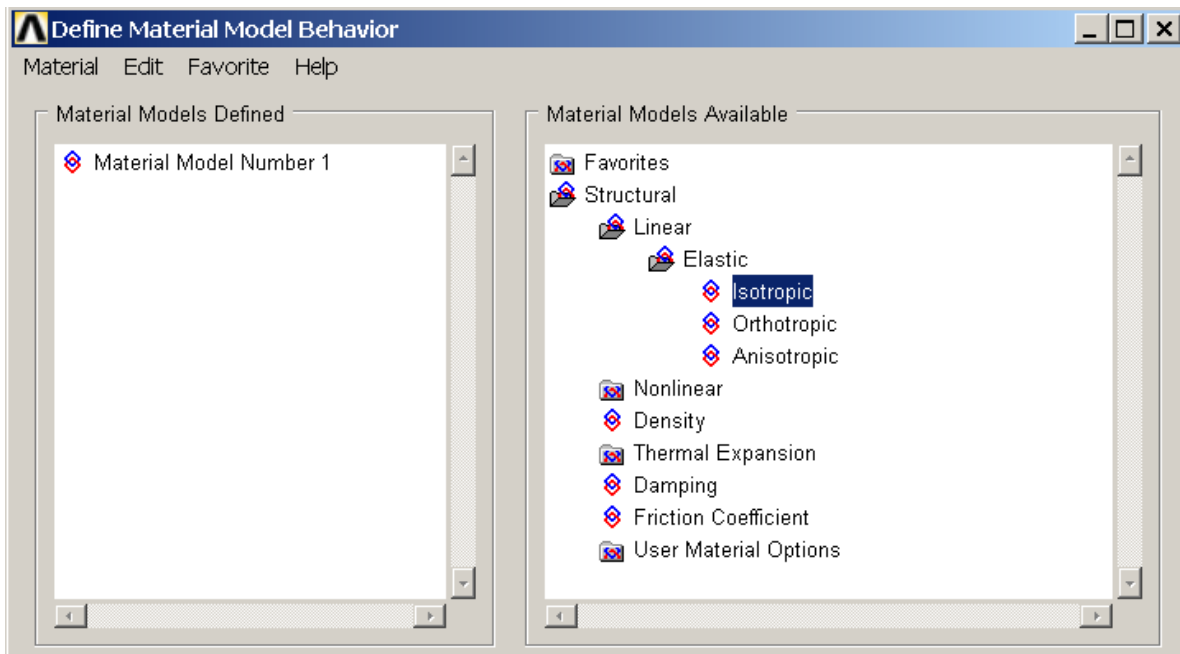 Define Material Model Behavior
Material Edit Favorite Help
Material Models Defined
Material Model Number 1
Material Models Available
Favorites
Structural
Linear
Elastic
Isotropic
Orthotropic
Anisotropic
Nonlinear
Density
Thermal Expansion
Damping
Friction Coefficient
User Material Options